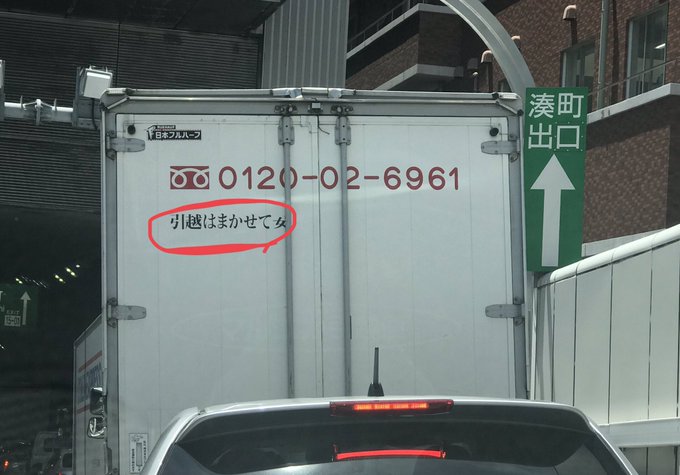 日本フルハーフ
0120-02-6961
引越はまかせて女
湊町
出口